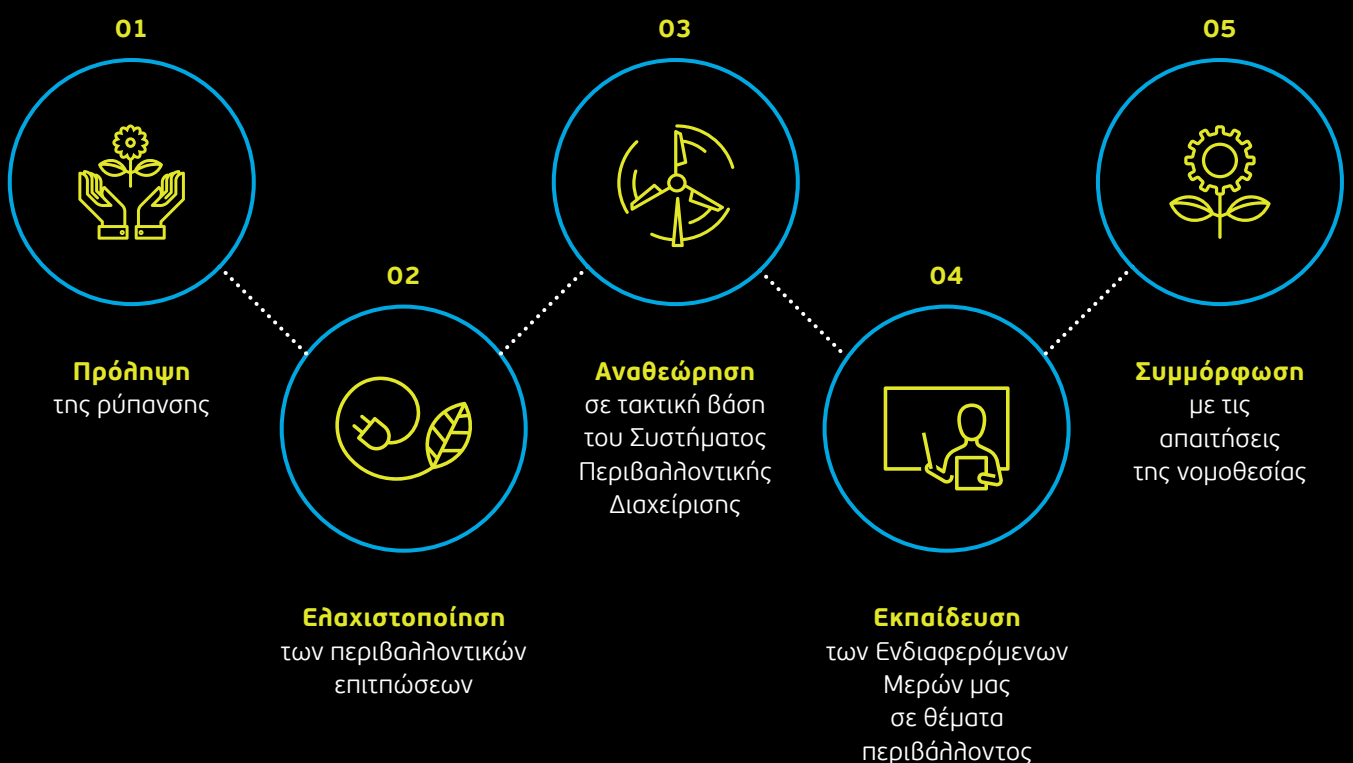 01
Πρόληψη
της ρύπανσης
02
Ελαχιστοποίηση
των περιβαλλοντικών
επιτπώσεων
03
Αναθεώρηση
σε τακτική βάση
του Συστήματος
Περιβαλλοντικής
Διαχείρισης
04
Εκπαίδευση
των Ενδιαφερόμενων
Μερών μας
σε θέματα
περιβάλλοντος
05
Συμμόρφωση
με τις
απαιτήσεις
της νομοθεσίας